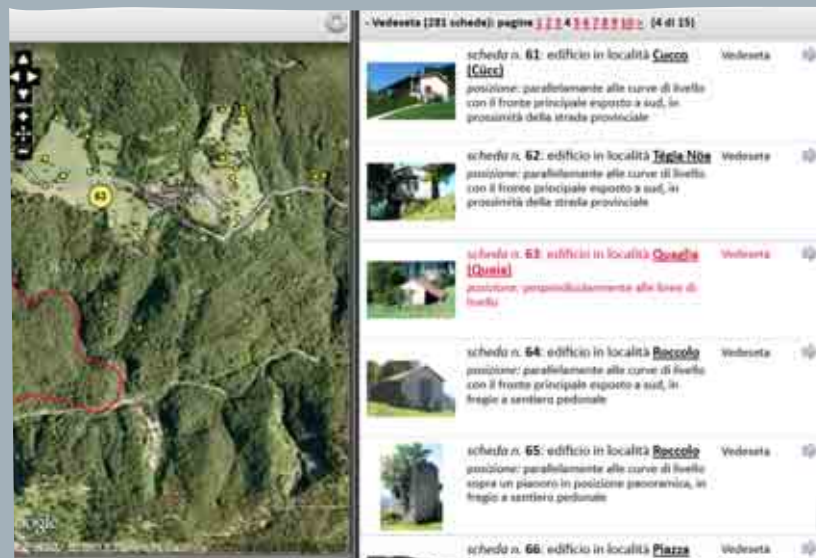 - Vedeseta (281 schede): pagine 1 2 3 4 5 6 7 8 9 10 > (4 di 15)
scheda n. 61: edificio in località Cucco Vedeseta
(Cücc)
posizione: parallelamente alle curve di livello
con il fronte principale esposto a sud, in
prossimità della strada provinciale
scheda n. 62: edificio in località Tègia Nöa Vedeseta
posizione: parallelamente alle curve di livello
con il fronte principale esposto a sud, in
prossimità della strada provinciale
63
scheda n. 63: edificio in località Quaglia Vedeseta
(Quaia)
posizione: perpendicolarmente alle linee di
livello
scheda n. 64: edificio in località Roccolo Vedeseta
posizione: parallelamente alle curve di livello
con il fronte principale esposto a sud, in
fregio a sentiero pedonale
scheda n. 65: edificio in località Roccolo Vedeseta
posizione: parallelamente alle curve di livello
sopra un pianoro in posizione panoramica, in
fregio a sentiero pedonale
scheda n. 66: edificio in località Piazza Vedeseta